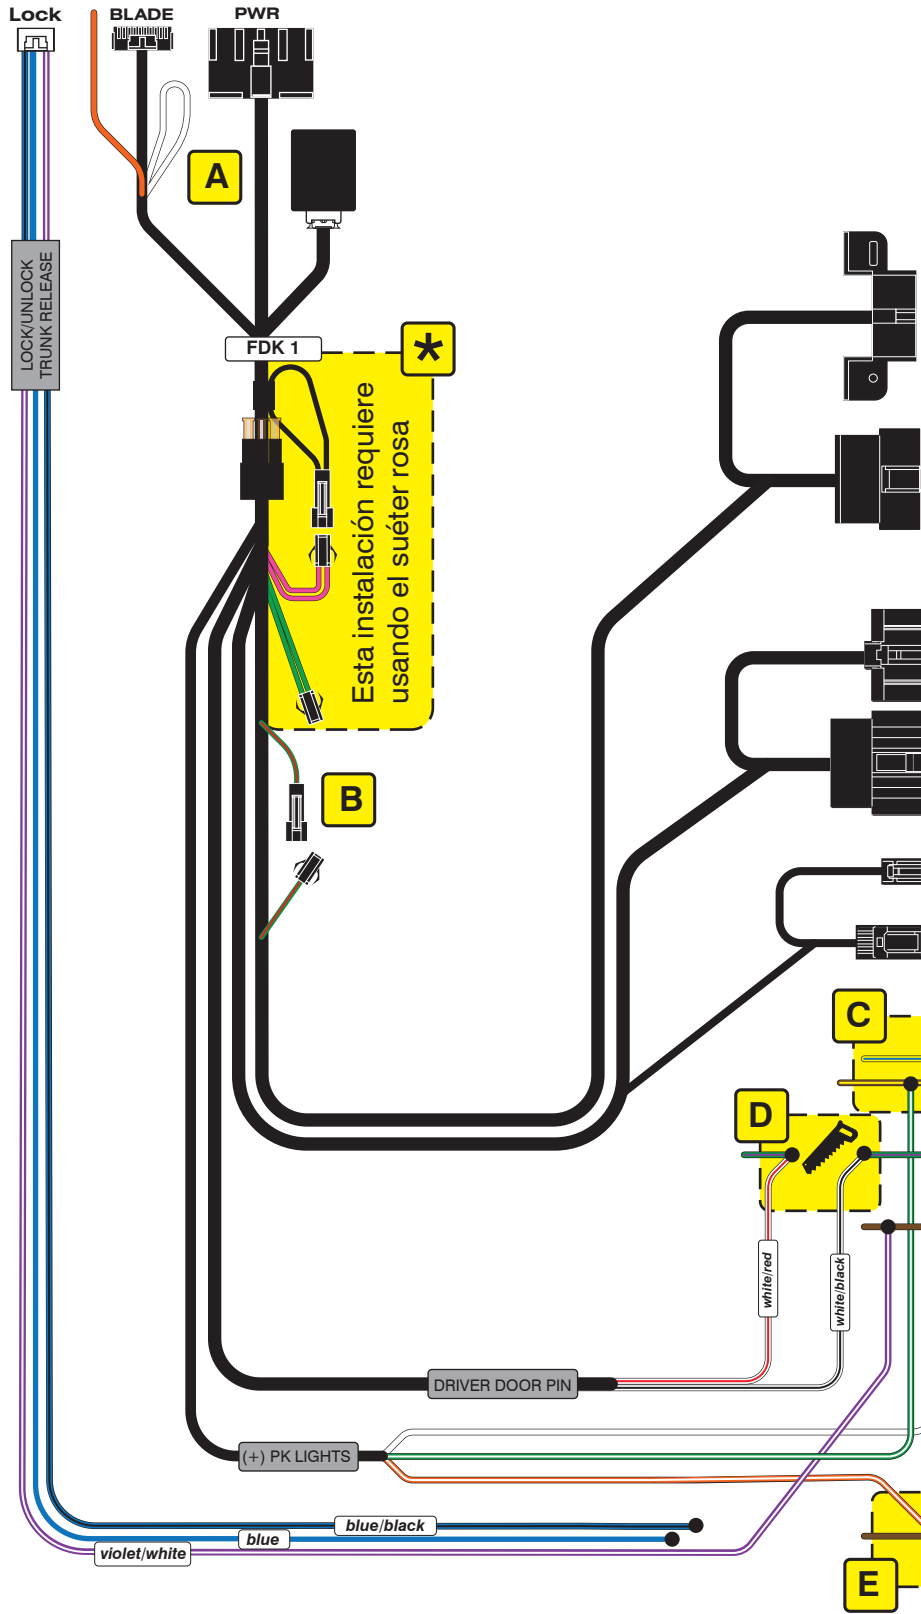 Lock
BLADE
PWR
A
LOCK/UNLOCK
TRUNK RELEASE
FDK 1
*
Esta instalación requiere
usando el suéter rosa
B
C
D
white/red
white/black
DRIVER DOOR PIN
(+) PK LIGHTS
blue/black
blue
violet/white
E